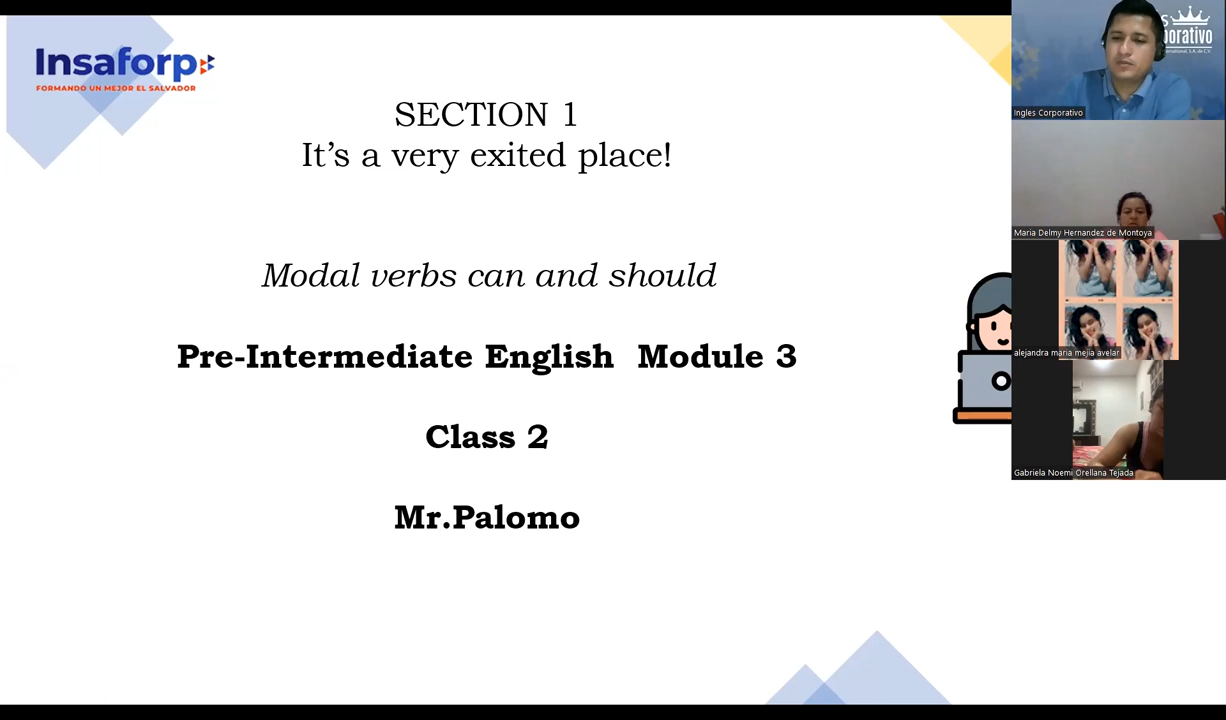 Insaforp
FORMANDO UN MEJOR EL SALVADOR
SECTION 1
It's a very exited place!
Modal verbs can and should
Pre-Intermediate English Module 3
Class 2
Mr.Palomo
Ingles Corporativo
Maria Delmy Hernandez de Montoya
alejandra maria mejia avelar
Gabriela Noemi Orellana Tejada